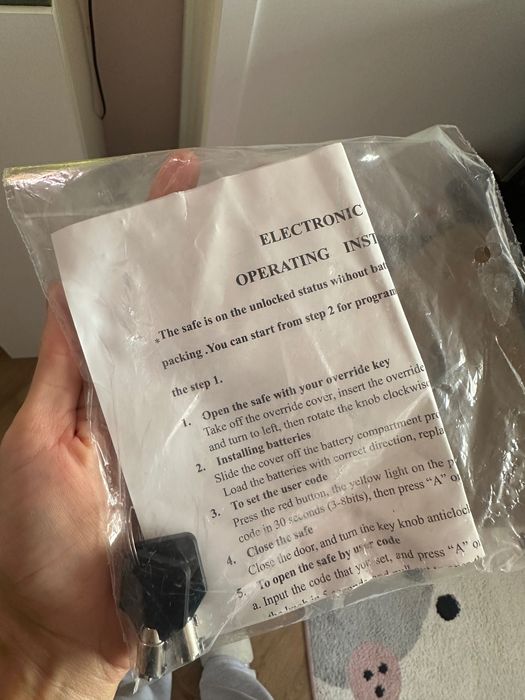 ELECTRONIC
OPERATING INST
*The safe is on the unlocked status without bat
packing .You can start from step 2 for program
the step 1.
1. Open the safe with your override key
Take off the override cover, insert the override
and turn to left, then rotate the knob clockwise
2. Installing batteries
Slide the cover off the battery compartment pr
Load the batteries with correct direction, repla
3. To set the user code
Press the red button, the yellow light on the p
code in 30 seconds (3-8bits), then press “A” o
4. Close the safe
Close the door, and turn the key knob anticloc
5. To open the safe by user code
a. Input the code that you set, and press “A” o